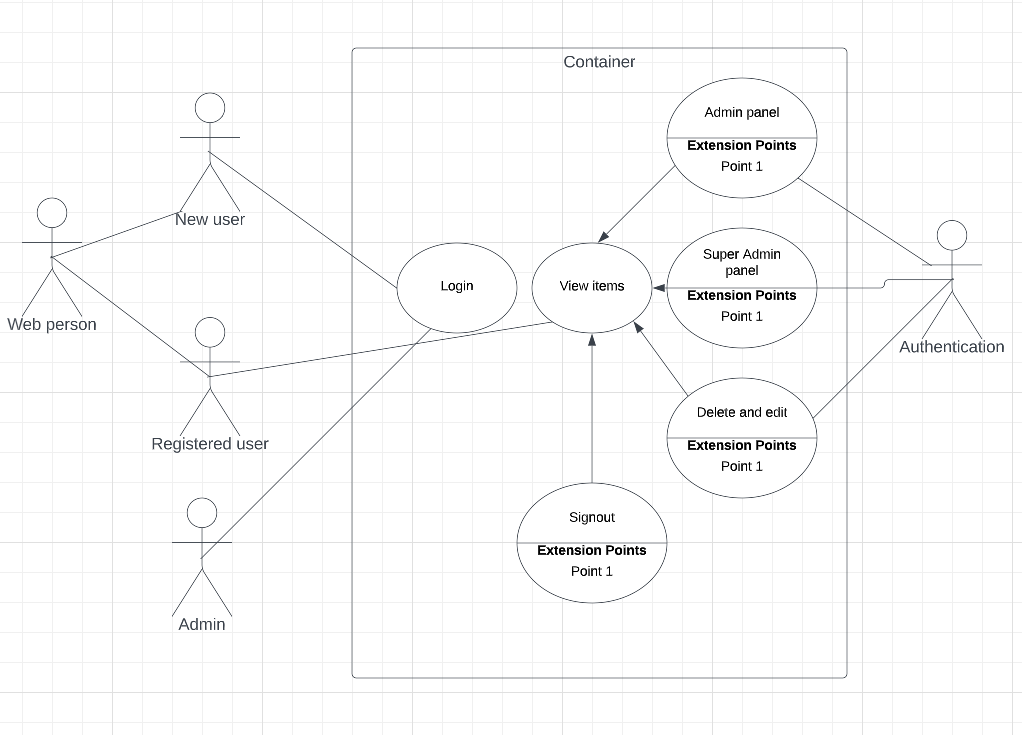 Container
Admin panel
Extension Points
Point 1
New user
Super Admin
panel
Extension Points
Point 1
Login
View items
Web person
Authentication
Registered user
Delete and edit
Extension Points
Point 1
Signout
Extension Points
Point 1
Admin